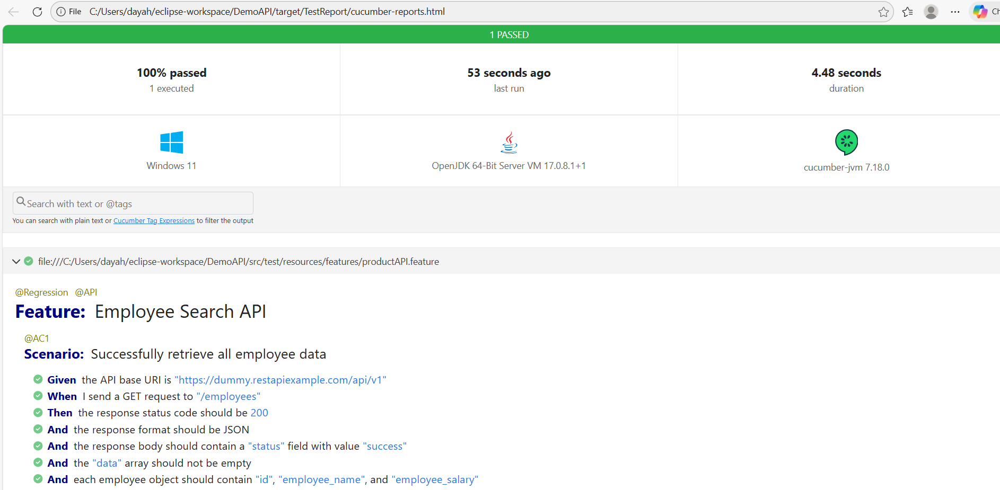 File C:/Users/dayah/eclipse-workspace/DemoAPI/target/TestReport/cucumber-reports.html
1 PASSED
100% passed
1 executed
53 seconds ago
last run
4.48 seconds
duration
Windows 11
OpenJDK 64-Bit Server VM 17.0.8.1+1
cucumber-jvm 7.18.0
Search with text or @tags
You can search with plain text or Cucumber Tag Expressions to filter the output
file:///C:/Users/dayah/eclipse-workspace/DemoAPI/src/test/resources/features/productAPI.feature
@Regression @API
Feature: Employee Search API
@AC1
Scenario: Successfully retrieve all employee data
Given the API base URI is "https://dummy.restapiexample.com/api/v1"
When I send a GET request to "/employees"
Then the response status code should be 200
And the response format should be JSON
And the response body should contain a "status" field with value "success"
And the "data" array should not be empty
And each employee object should contain "id", "employee_name", and "employee_salary"